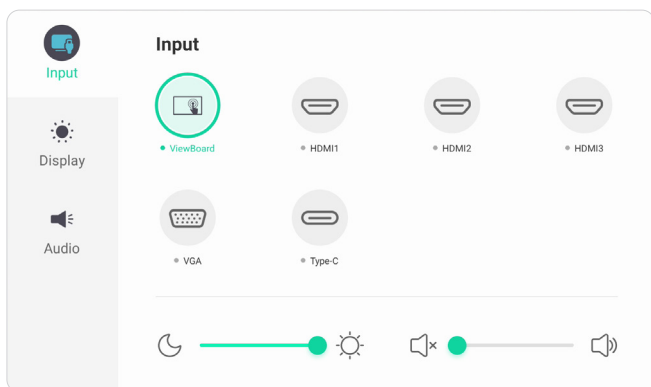 Input
Input
ViewBoard
HDMI1
HDMI2
HDMI3
Display
Audio
VGA
Type-C